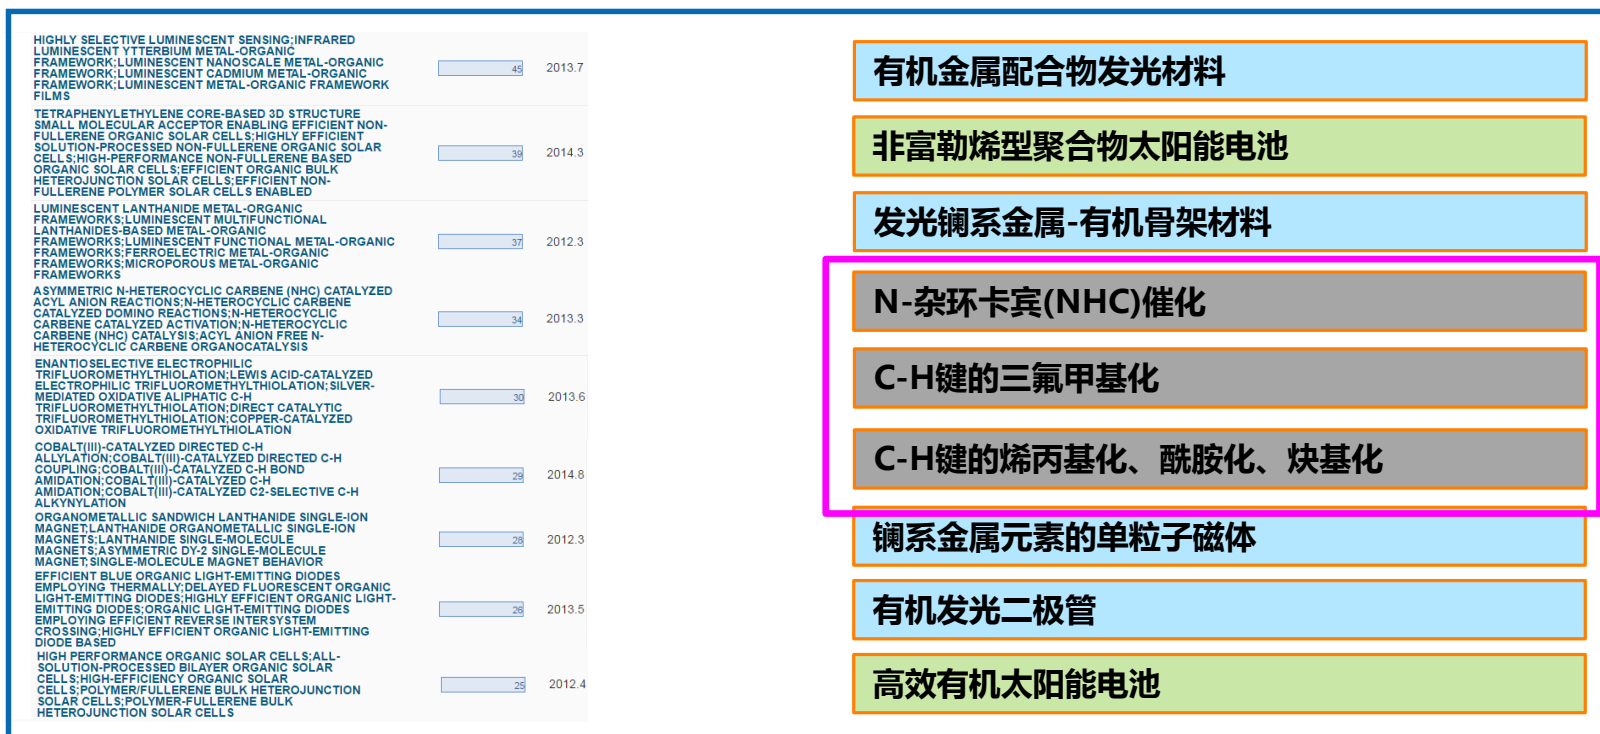 HIGHLY SELECTIVE LUMINESCENT SENSING;INFRARED
LUMINESCENT YTTERBIUM METAL-ORGANIC
FRAMEWORK;LUMINESCENT NANOSCALE METAL-ORGANIC
FRAMEWORK;LUMINESCENT CADMIUM METAL-ORGANIC
FRAMEWORK;LUMINESCENT METAL-ORGANIC FRAMEWORK
FILMS
45
2013.7
有机金属配合物发光材料
TETRAPHENYLETHYLENE CORE-BASED 3D STRUCTURE
SMALL MOLECULAR ACCEPTOR ENABLING EFFICIENT NON-
FULLERENE ORGANIC SOLAR CELLS;HIGHLY EFFICIENT
SOLUTION-PROCESSED NON-FULLERENE ORGANIC SOLAR
CELLS;HIGH-PERFORMANCE NON-FULLERENE BASED
ORGANIC SOLAR CELLS;EFFICIENT ORGANIC BULK
HETEROJUNCTION SOLAR CELLS;EFFICIENT NON-
FULLERENE POLYMER SOLAR CELLS ENABLED
39
2014.3
非富勒烯型聚合物太阳能电池
LUMINESCENT LANTHANIDE METAL-ORGANIC
FRAMEWORKS;LUMINESCENT MULTIFUNCTIONAL
LANTHANIDES-BASED METAL-ORGANIC
FRAMEWORKS;LUMINESCENT FUNCTIONAL METAL-ORGANIC
FRAMEWORKS;FERROELECTRIC METAL-ORGANIC
FRAMEWORKS;MICROPOROUS METAL-ORGANIC
FRAMEWORKS
37
2012.3
发光镧系金属-有机骨架材料
ASYMMETRIC N-HETEROCYCLIC CARBENE (NHC) CATALYZED
ACYL ANION REACTIONS;N-HETEROCYCLIC CARBENE
CATALYZED DOMINO REACTIONS;N-HETEROCYCLIC
CARBENE CATALYZED ACTIVATION;N-HETEROCYCLIC
CARBENE (NHC) CATALYSIS;ACYL ANION FREE N-
HETEROCYCLIC CARBENE ORGANOCATALYSIS
34
2013.3
N-杂环卡宾(NHC)催化
ENANTIOSELECTIVE ELECTROPHILIC
TRIFLUOROMETHYLTHIOLATION;LEWIS ACID-CATALYZED
ELECTROPHILIC TRIFLUOROMETHYLTHIOLATION;SILVER-
MEDIATED OXIDATIVE ALIPHATIC C-H
TRIFLUOROMETHYLTHIOLATION;DIRECT CATALYTIC
TRIFLUOROMETHYLTHIOLATION;COPPER-CATALYZED
OXIDATIVE TRIFLUOROMETHYLTHIOLATION
30
2013.6
C-H键的三氟甲基化
COBALT(III)-CATALYZED DIRECTED C-H
ALLYLATION;COBALT(III)-CATALYZED DIRECTED C-H
COUPLING;COBALT(III)-CATALYZED C-H BOND
AMIDATION;COBALT(III)-CATALYZED C-H
AMIDATION;COBALT(III)-CATALYZED C2-SELECTIVE C-H
ALKYNYLATION
29
2014.8
C-H键的烯丙基化、酰胺化、炔基化
ORGANOMETALLIC SANDWICH LANTHANIDE SINGLE-ION
MAGNET;LANTHANIDE ORGANOMETALLIC SINGLE-ION
MAGNETS;LANTHANIDE SINGLE-MOLECULE
MAGNETS;ASYMMETRIC DY-2 SINGLE-MOLECULE
MAGNET;SINGLE-MOLECULE MAGNET BEHAVIOR
28
2012.3
镧系金属元素的单粒子磁体
EFFICIENT BLUE ORGANIC LIGHT-EMITTING DIODES
EMPLOYING THERMALLY;DELAYED FLUORESCENT ORGANIC
LIGHT-EMITTING DIODES;HIGHLY EFFICIENT ORGANIC LIGHT-
EMITTING DIODES;ORGANIC LIGHT-EMITTING DIODES
EMPLOYING EFFICIENT REVERSE INTERSYSTEM
CROSSING;HIGHLY EFFICIENT ORGANIC LIGHT-EMITTING
DIODE BASED
26
2013.5
有机发光二极管
HIGH PERFORMANCE ORGANIC SOLAR CELLS;ALL-
SOLUTION-PROCESSED BILAYER ORGANIC SOLAR
CELLS;HIGH-EFFICIENCY ORGANIC SOLAR
CELLS;POLYMER/FULLERENE BULK HETEROJUNCTION
SOLAR CELLS;POLYMER-FULLERENE BULK
HETEROJUNCTION SOLAR CELLS
25
2012.4
高效有机太阳能电池